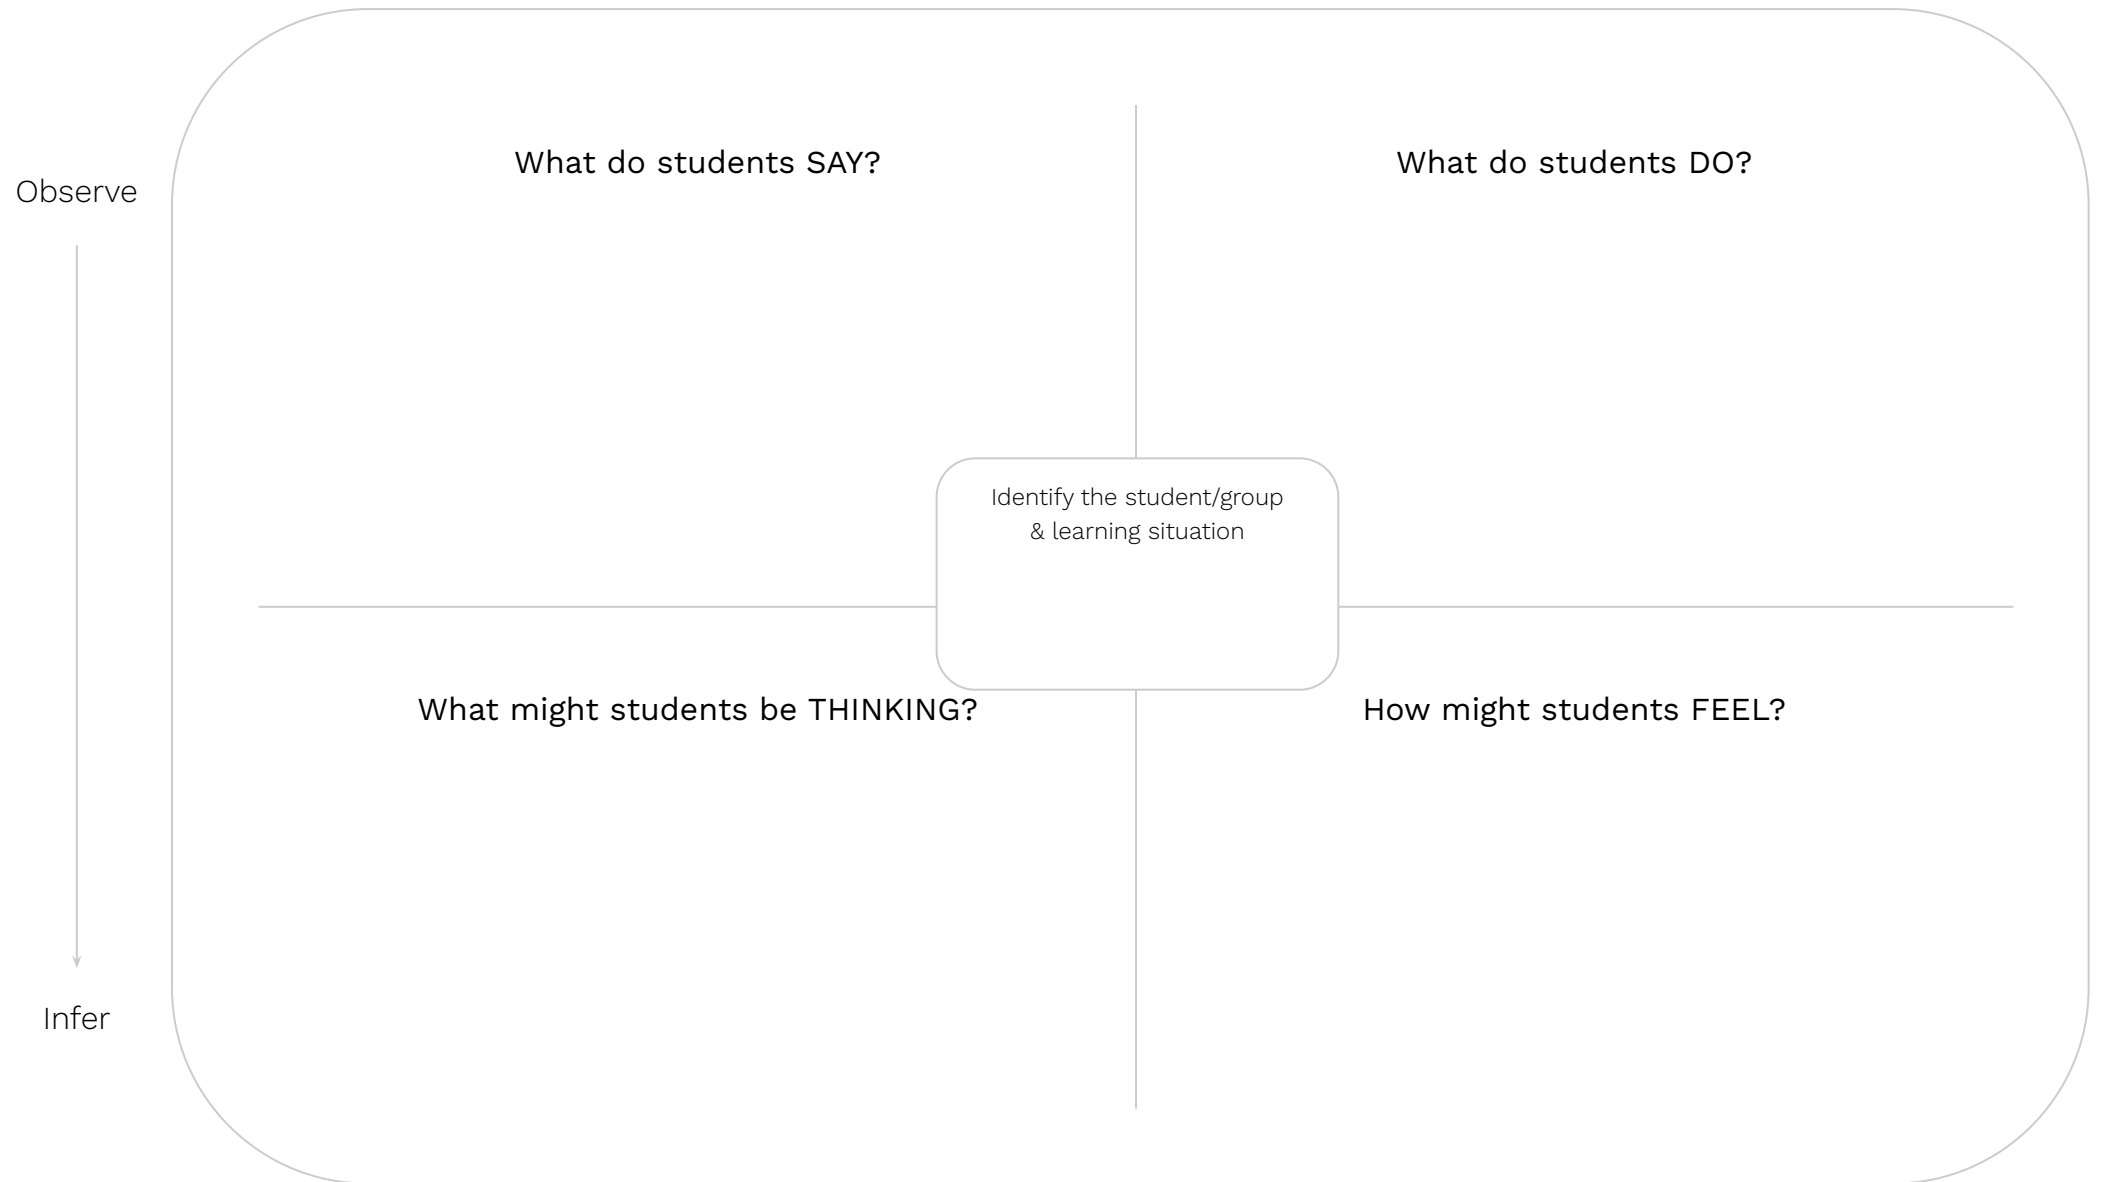 Observe
What do students SAY?
What do students DO?
Identify the student/group
& learning situation
What might students be THINKING?
How might students FEEL?
Infer